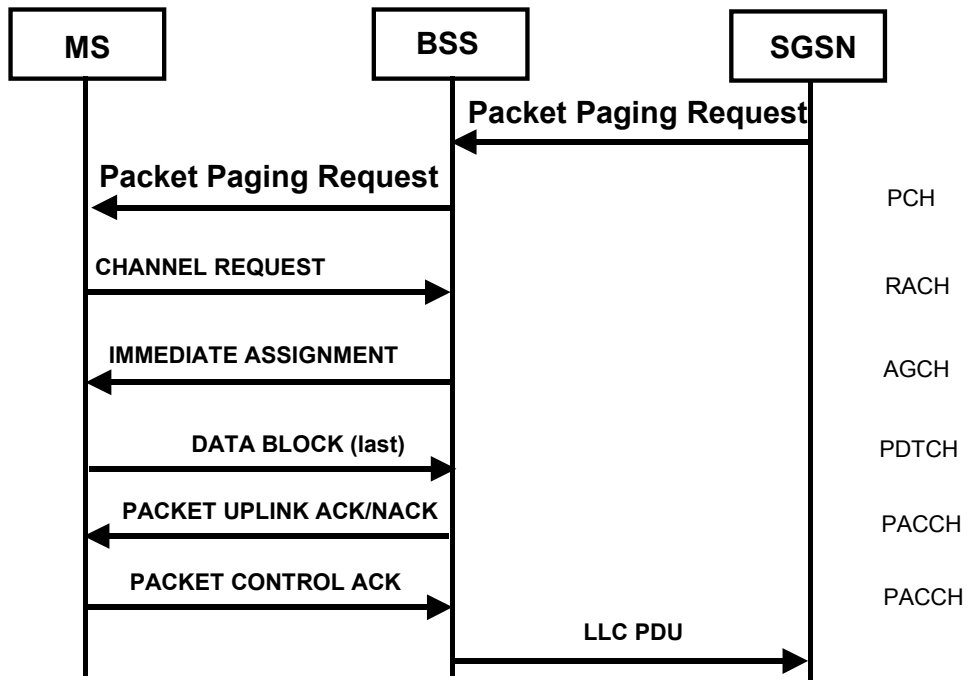 MS
BSS
SGSN
Packet Paging Request
Packet Paging Request
PCH
CHANNEL REQUEST
RACH
IMMEDIATE ASSIGNMENT
AGCH
DATA BLOCK (last)
PDTCH
PACKET UPLINK ACK/NACK
PACCH
PACKET CONTROL ACK
PACCH
LLC PDU